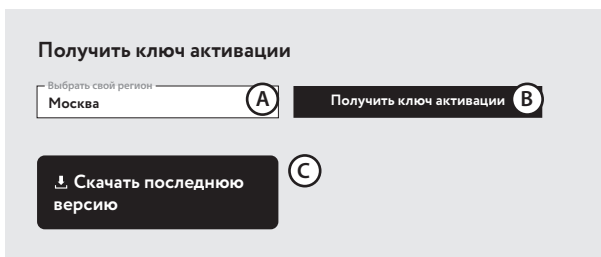 Получить ключ активации
Выбрать свой регион
Москва
A
Получить ключ активации
B
Скачать последнюю
версию
C